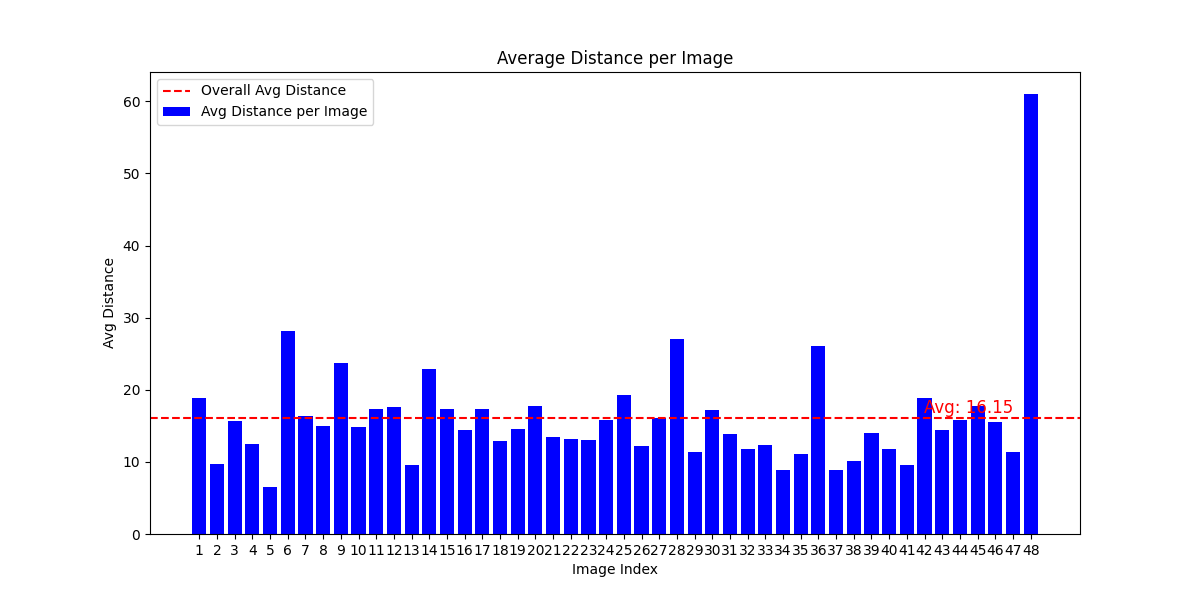 Average Distance per Image
Overall Avg Distance
Avg Distance per Image
60
50
40
30
20
10
0
Avg Distance
Avg: 16.15
1 2 3 4 5 6 7 8 9 10 11 12 13 14 15 16 17 18 19 20 21 22 23 24 25 26 27 28 29 30 31 32 33 34 35 36 37 38 39 40 41 42 43 44 45 46 47 48
Image Index